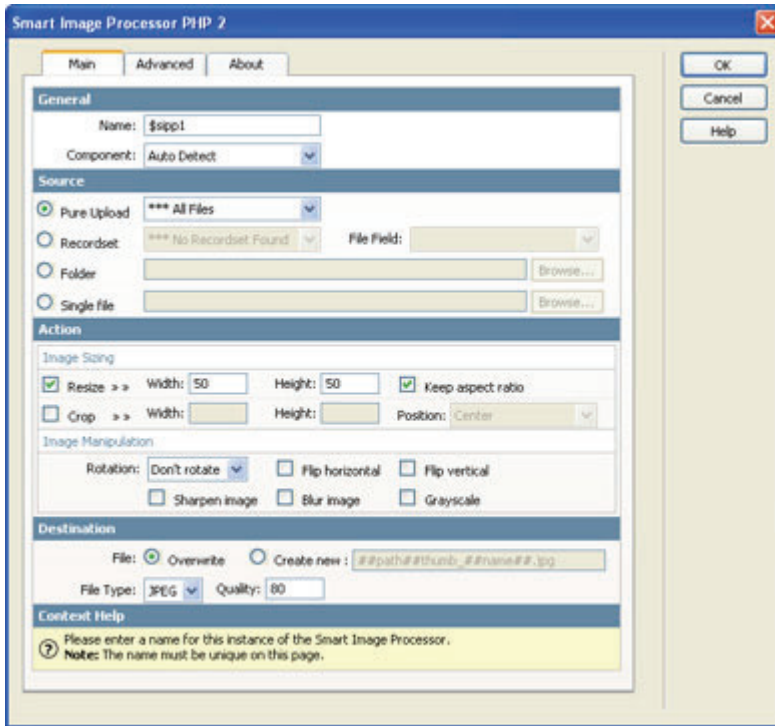 Smart Image Processor PHP 2
Main Advanced About
OK
Cancel
Help
General
Name: $sipp1
Component: Auto Detect
Source
Pure Upload *** All Files
Recordset *** No Recordset Found File Field:
Folder Browse...
Single file Browse...
Action
Image Sizing
Resize >> Width: 50 Height: 50 Keep aspect ratio
Crop >> Width: Height: Position: Center
Image Manipulation
Rotation: Don't rotate Flip horizontal Flip vertical
Sharpen image Blur image Grayscale
Destination
File: Overwrite Create new : ##path##thumb_##name##.jpg
File Type: JPEG Quality: 80
Context Help
Please enter a name for this instance of the Smart Image Processor.
Note: The name must be unique on this page.